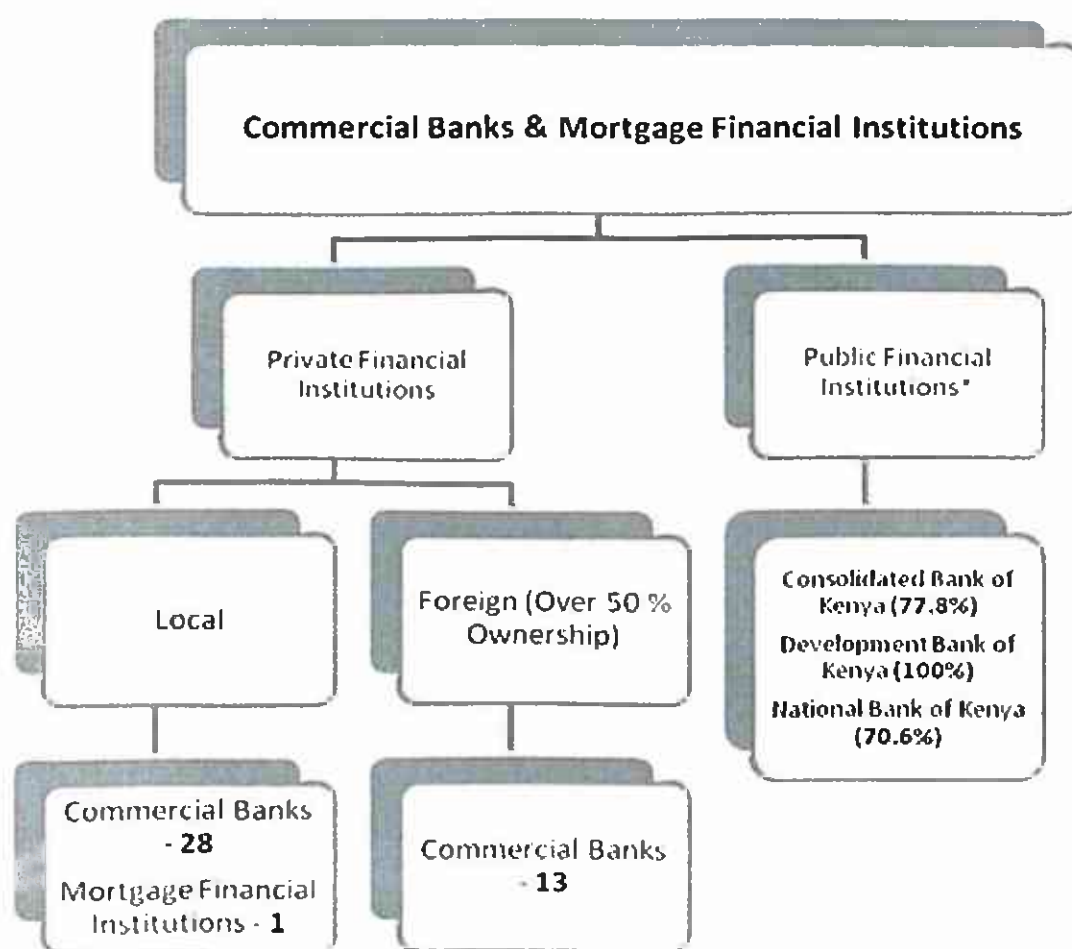 Commercial Banks & Mortgage Financial Institutions
Private Financial
Institutions
Public Financial
Institutions*
Local
Foreign (Over 50 %
Ownership)
Consolidated Bank of
Kenya (77.8%)
Development Bank of
Kenya (100%)
National Bank of Kenya
(70.6%)
Commercial Banks
- 28
Mortgage Financial
Institutions - 1
Commercial Banks
- 13